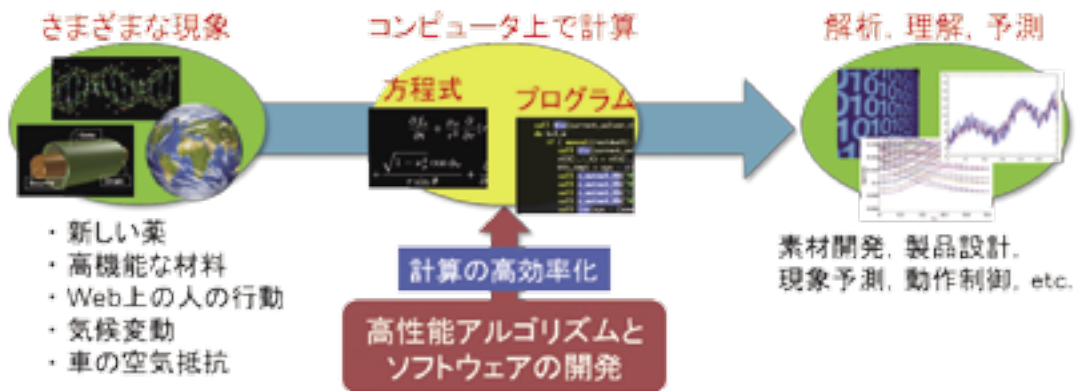 さまざまな現象
コンピュータ上で計算
解析, 理解, 予測
方程式
プログラム
・新しい薬
・高機能な材料
・Web上の人の行動
・気候変動
・車の空気抵抗
計算の高効率化
高性能アルゴリズムと
ソフトウェアの開発
素材開発, 製品設計,
現象予測, 動作制御, etc.